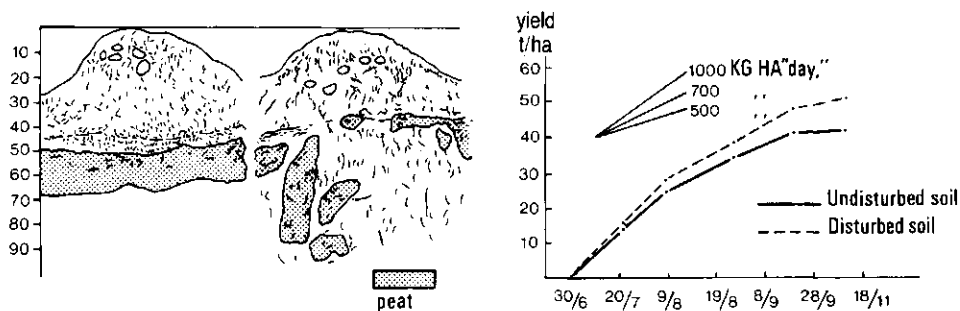 10
20
30
40
50
60
70
80
90
peat
yield
t/ha
60
50
40
30
20
10
0
1000 KG HA"day,"
700
500
Undisturbed soil
Disturbed soil
30/6 20/7 9/8 19/8 8/9 28/9 18/11